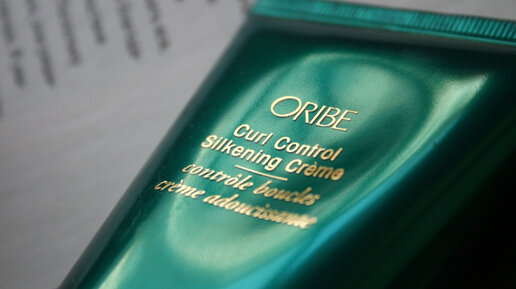 ORIBE
Curl Control
Silkening Crème
contrôle boucles
crème adoucissante